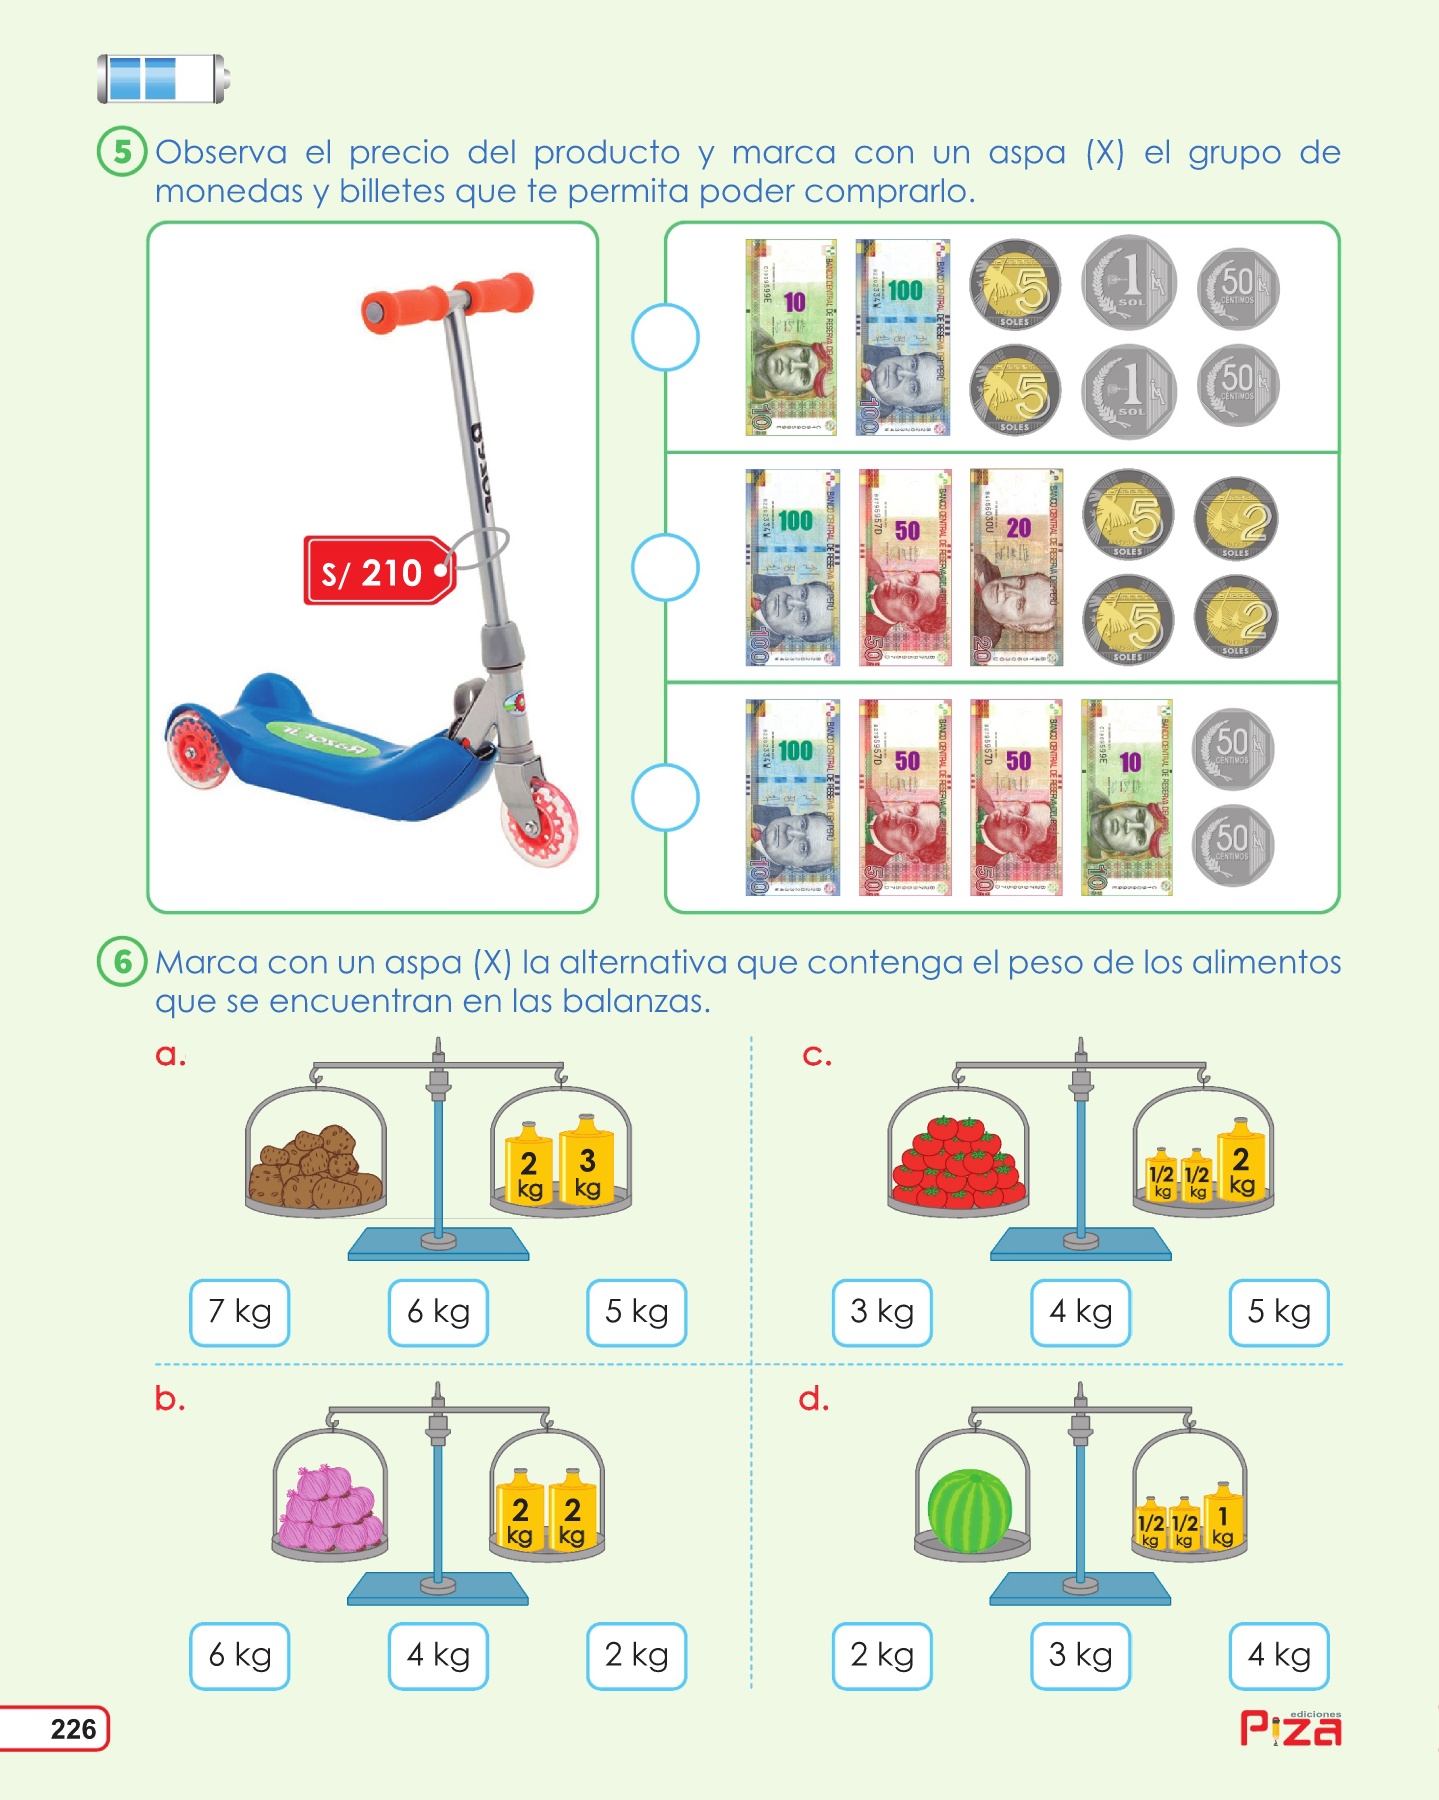 5 Observa el precio del producto y marca con un aspa (X) el grupo de
monedas y billetes que te permita poder comprarlo.
S/ 210
Razor Jr
10
100
5
SOLES
1
SOL
50
CÉNTIMOS
5
SOLES
1
SOL
50
CÉNTIMOS
100
50
20
5
SOLES
2
SOLES
5
SOLES
2
SOLES
100
50
50
10
50
CÉNTIMOS
50
CÉNTIMOS
6 Marca con un aspa (X) la alternativa que contenga el peso de los alimentos
que se encuentran en las balanzas.
a.
2 kg
3 kg
7 kg 6 kg 5 kg
c.
1/2 kg
1/2 kg
2 kg
3 kg 4 kg 5 kg
b.
2 kg
2 kg
6 kg 4 kg 2 kg
d.
1/2 kg
1/2 kg
1 kg
2 kg 3 kg 4 kg
226
ediciones
Piza